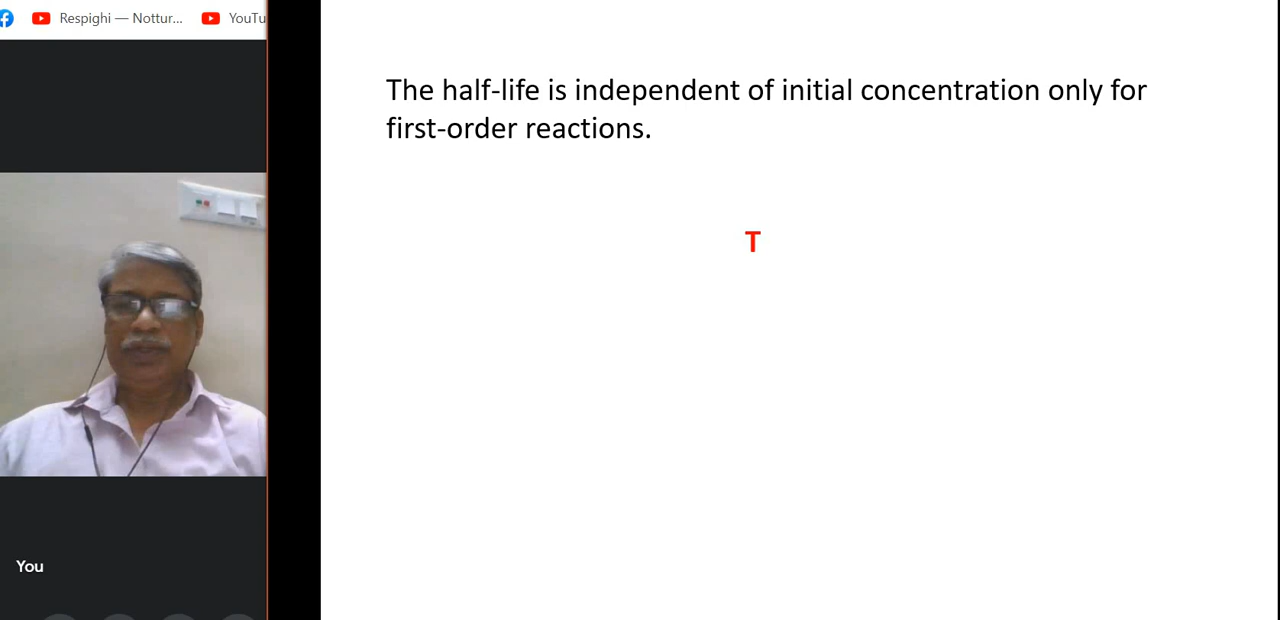 Respighi — Nottur... YouTu
The half-life is independent of initial concentration only for
first-order reactions.
T
You